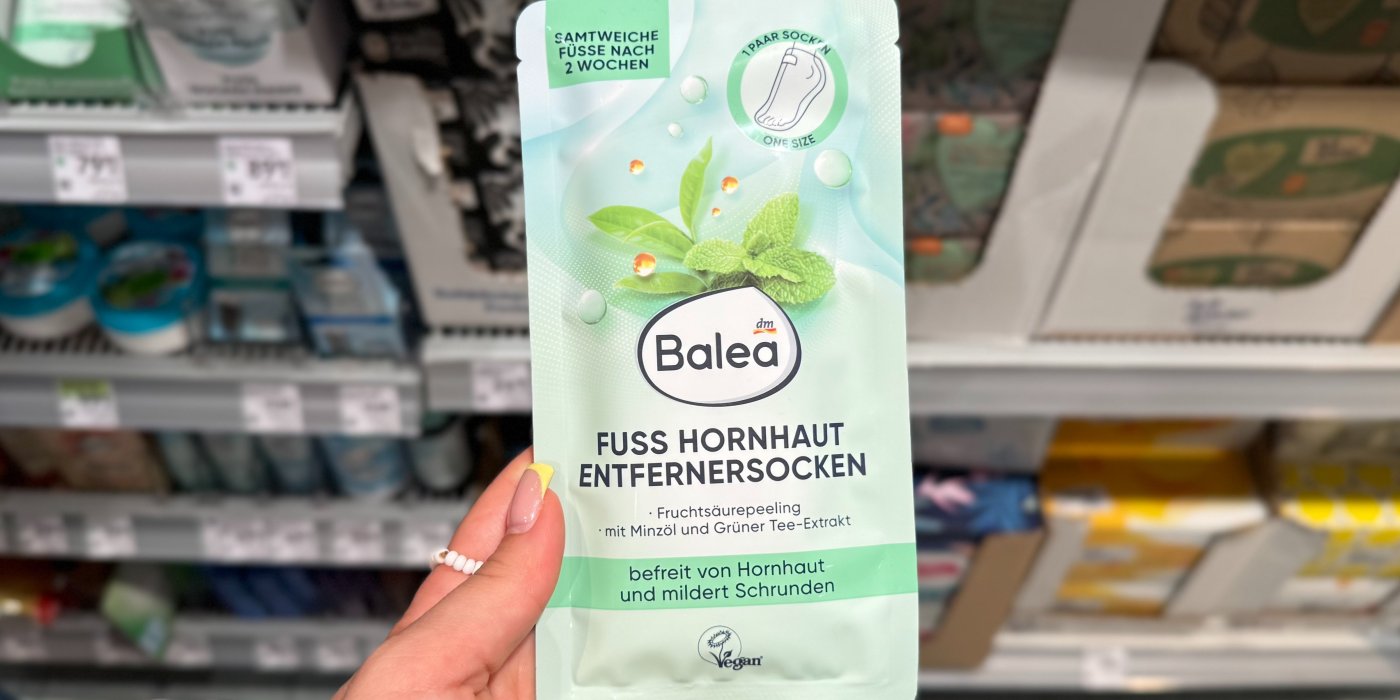 SAMTWEICHE
FÜSSE NACH
2 WOCHEN
1 PAAR SOCKEN
ONE SIZE
dm
Balea
FUSS HORNHAUT
ENTFERNERSOCKEN
· Fruchtsäurepeeling
· mit Minzöl und Grüner Tee-Extrakt
befreit von Hornhaut
und mildert Schrunden
Vegan